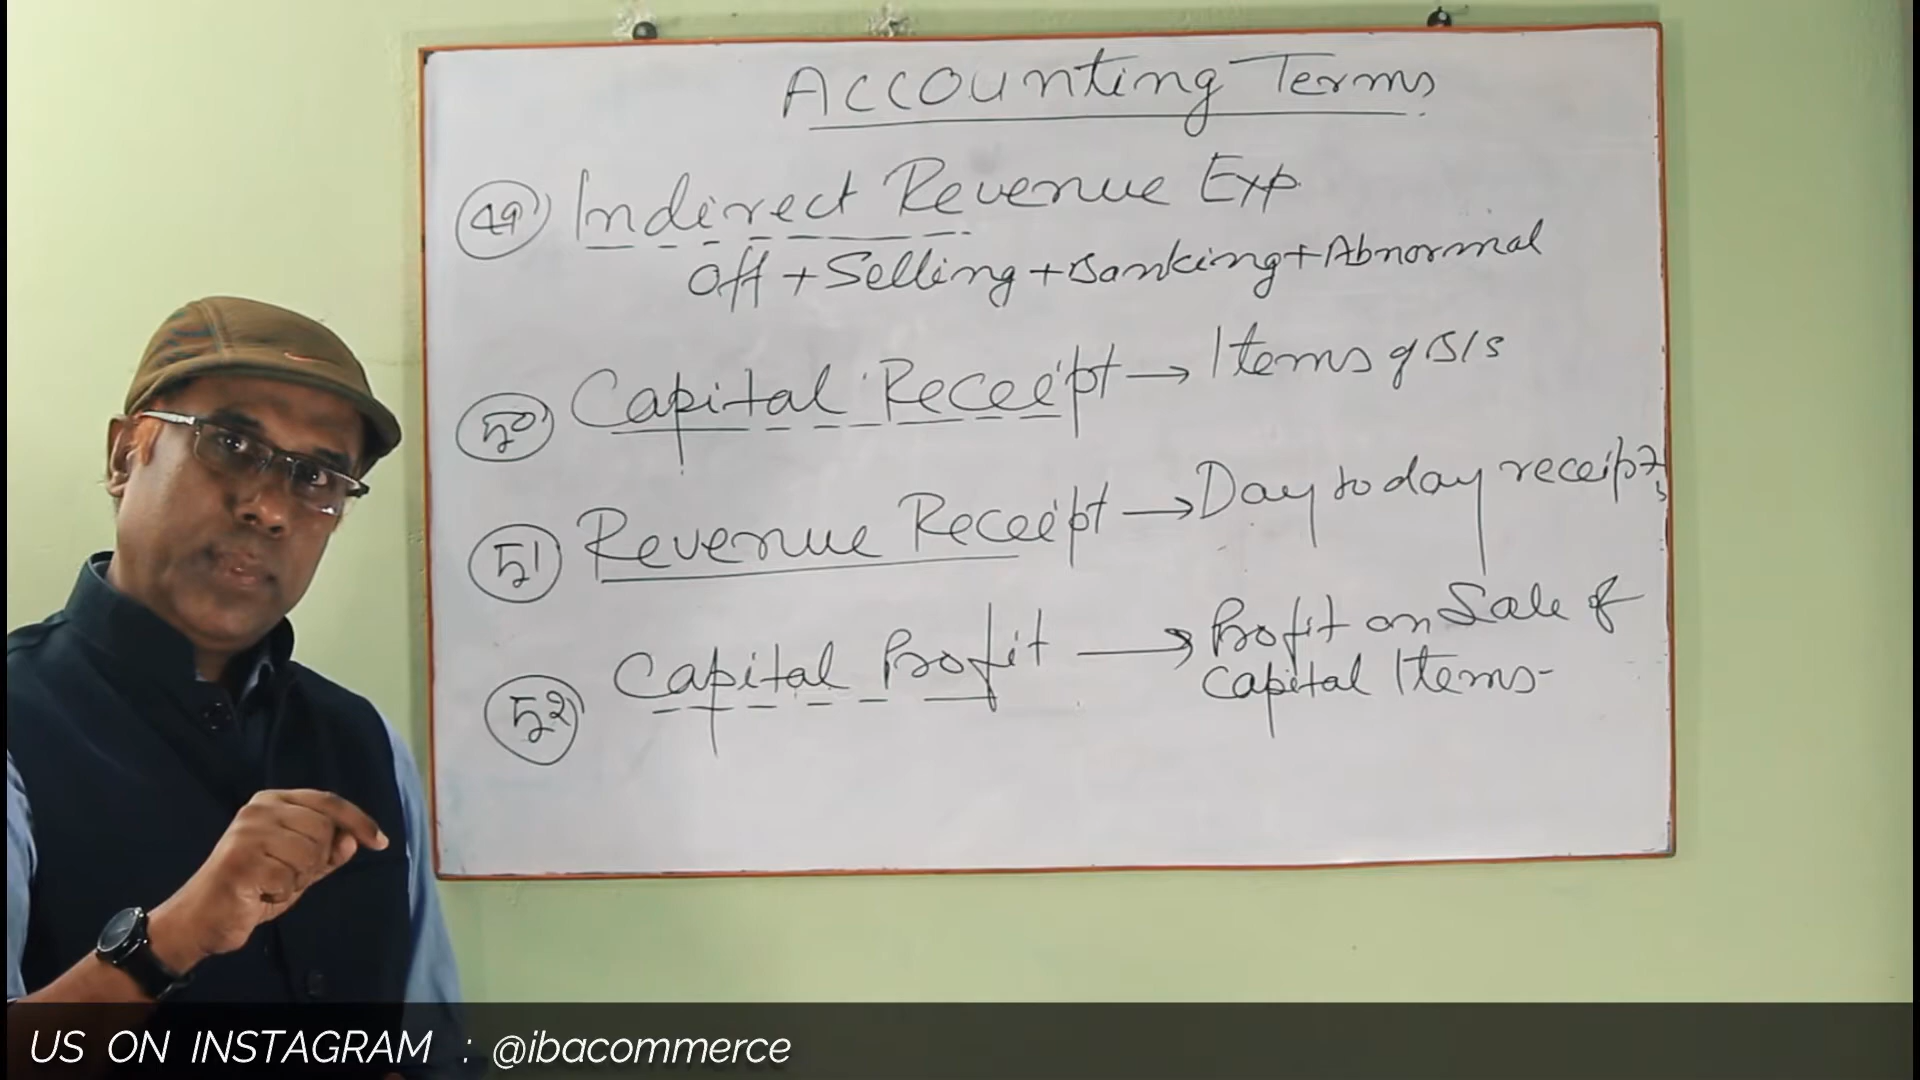 Accounting Terms
49) Indirect Revenue Exp.
Off + Selling + Banking + Abnormal
50) Capital Receipt → Items of B/S
51) Revenue Receipt → Day to day receipts
52) Capital Profit → Profit on Sale of
Capital Items-
US ON INSTAGRAM : @ibacommerce